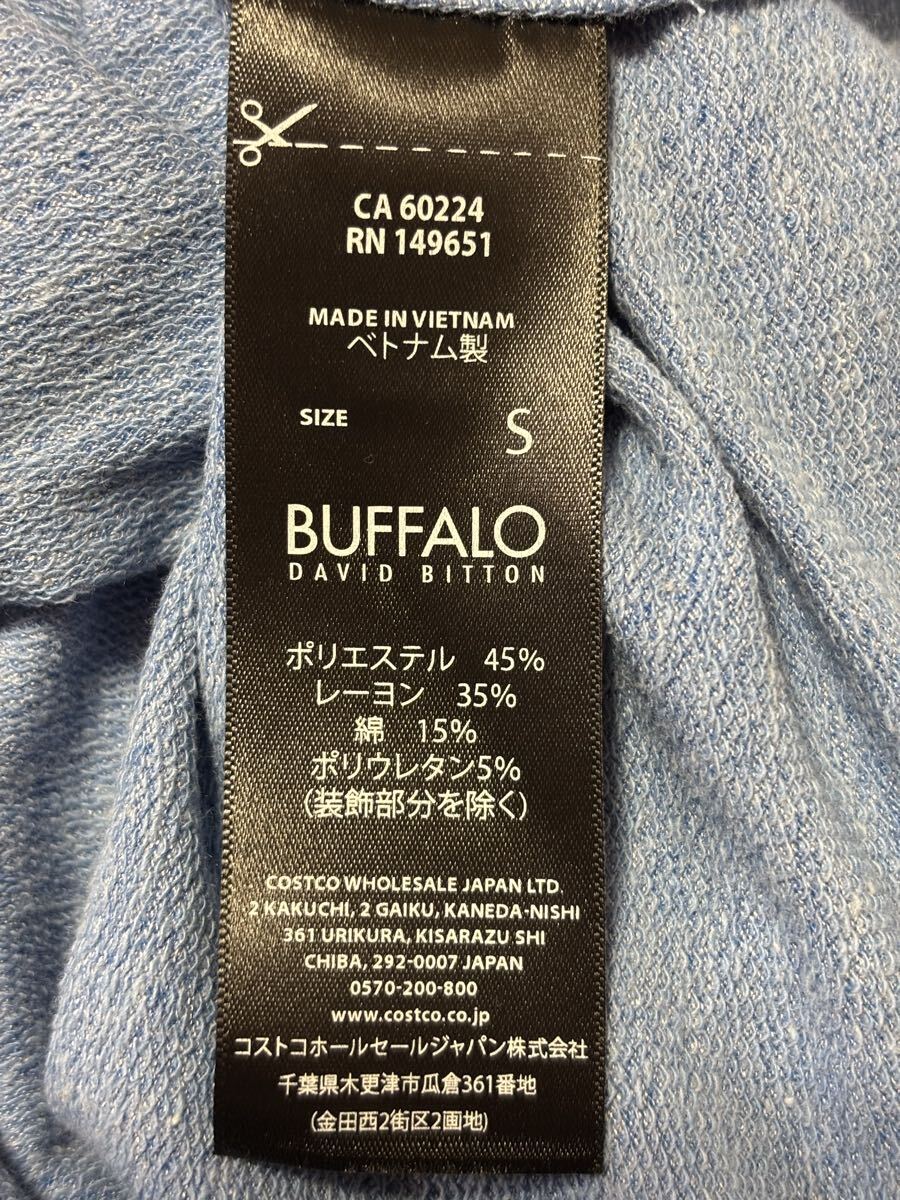 CA 60224
RN 149651
MADE IN VIETNAM
ベトナム製
SIZE S
BUFFALO
DAVID BITTON
ポリエステル 45%
レーヨン 35%
綿 15%
ポリウレタン5%
(装飾部分を除く)
COSTCO WHOLESALE JAPAN LTD.
2 KAKUCHI, 2 GAIKU, KANEDA-NISHI
361 URIKURA, KISARAZU SHI
CHIBA, 292-0007 JAPAN
0570-200-800
www.costco.co.jp
コストコホールセールジャパン株式会社
千葉県木更津市瓜倉361番地
(金田西2街区2画地)